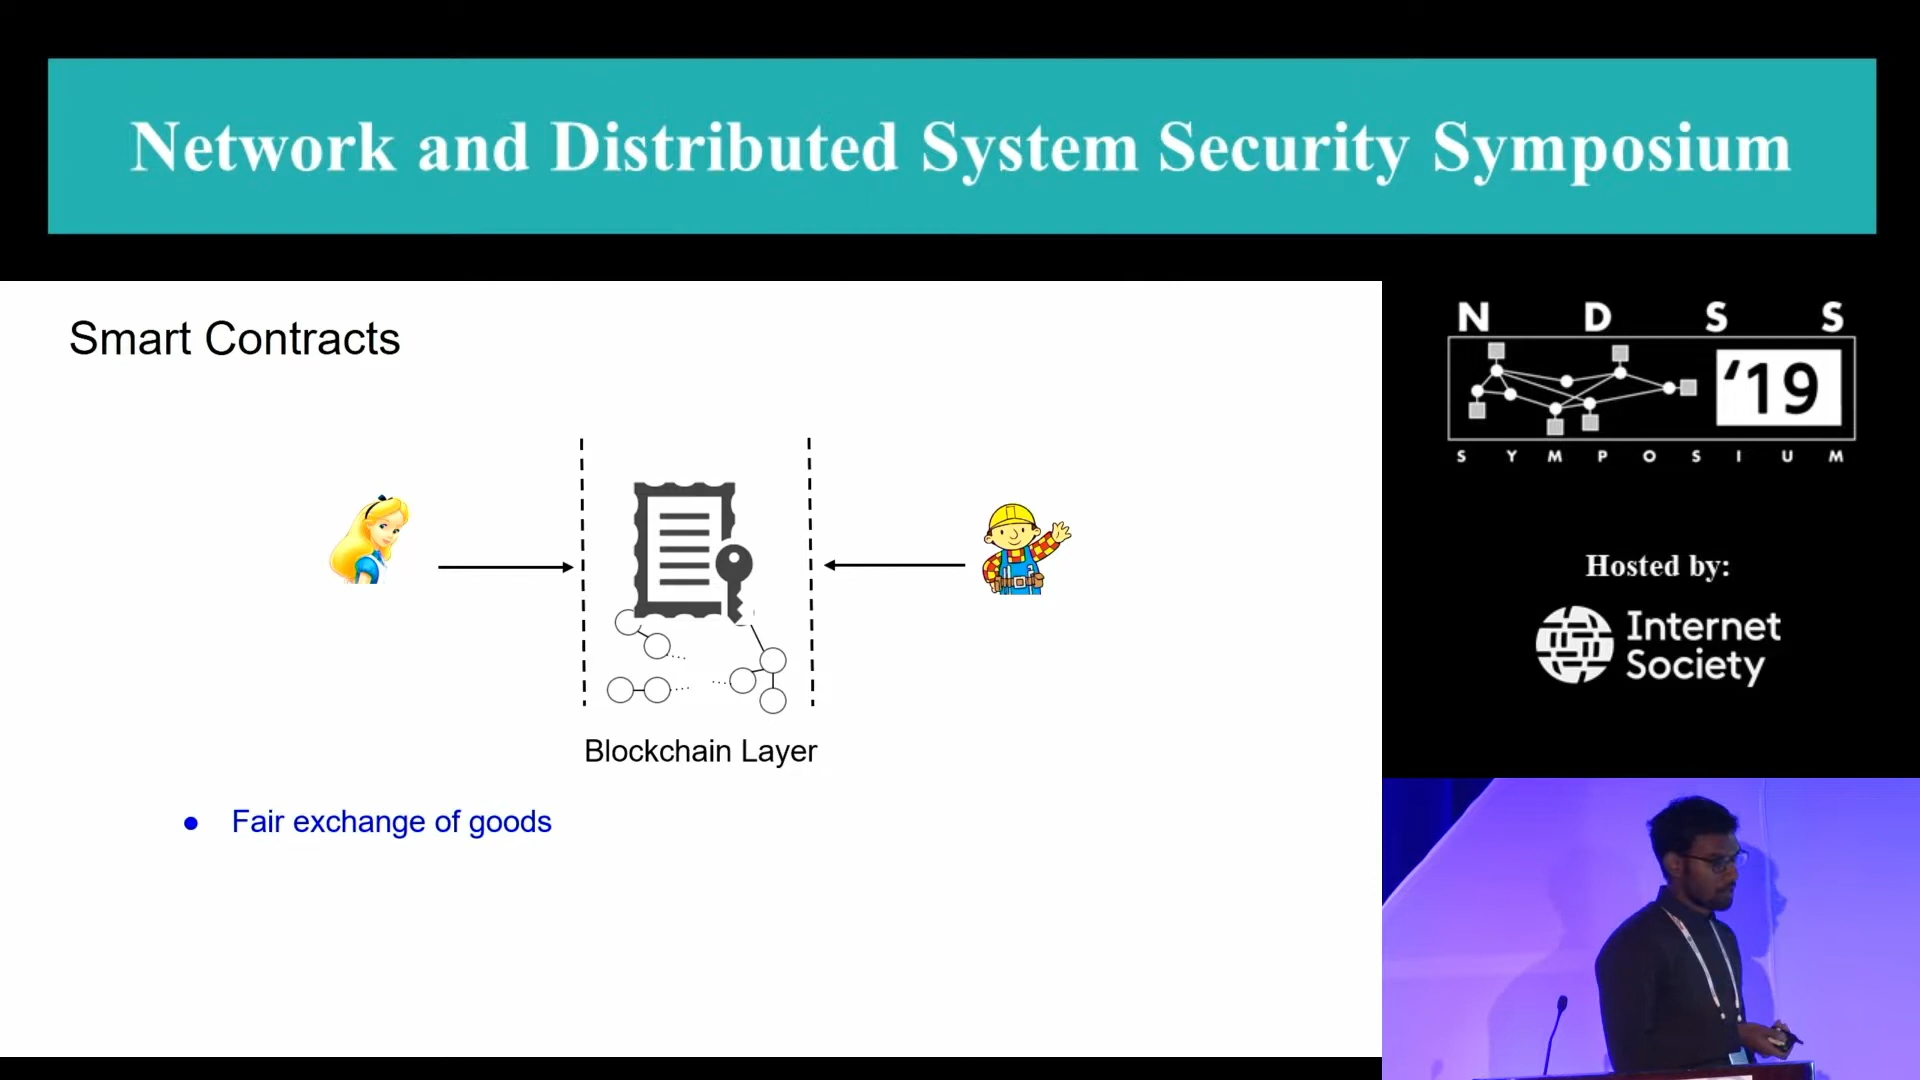 Network and Distributed System Security Symposium
Smart Contracts
Blockchain Layer
● Fair exchange of goods
N D S S
‘19
S Y M P O S I U M
Hosted by:
Internet
Society